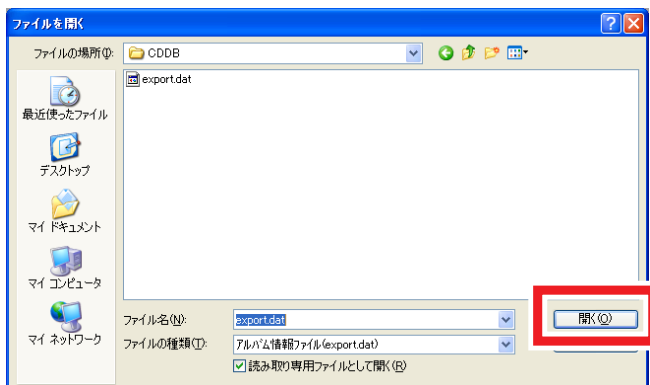 ファイルを開く
ファイルの場所(I):
CDDB
export.dat
最近使ったファイル
デスクトップ
マイ ドキュメント
マイ コンピュータ
マイ ネットワーク
ファイル名(N):
export.dat
開く(O)
ファイルの種類(T):
アルバム情報ファイル(export.dat)
読み取り専用ファイルとして開く(R)